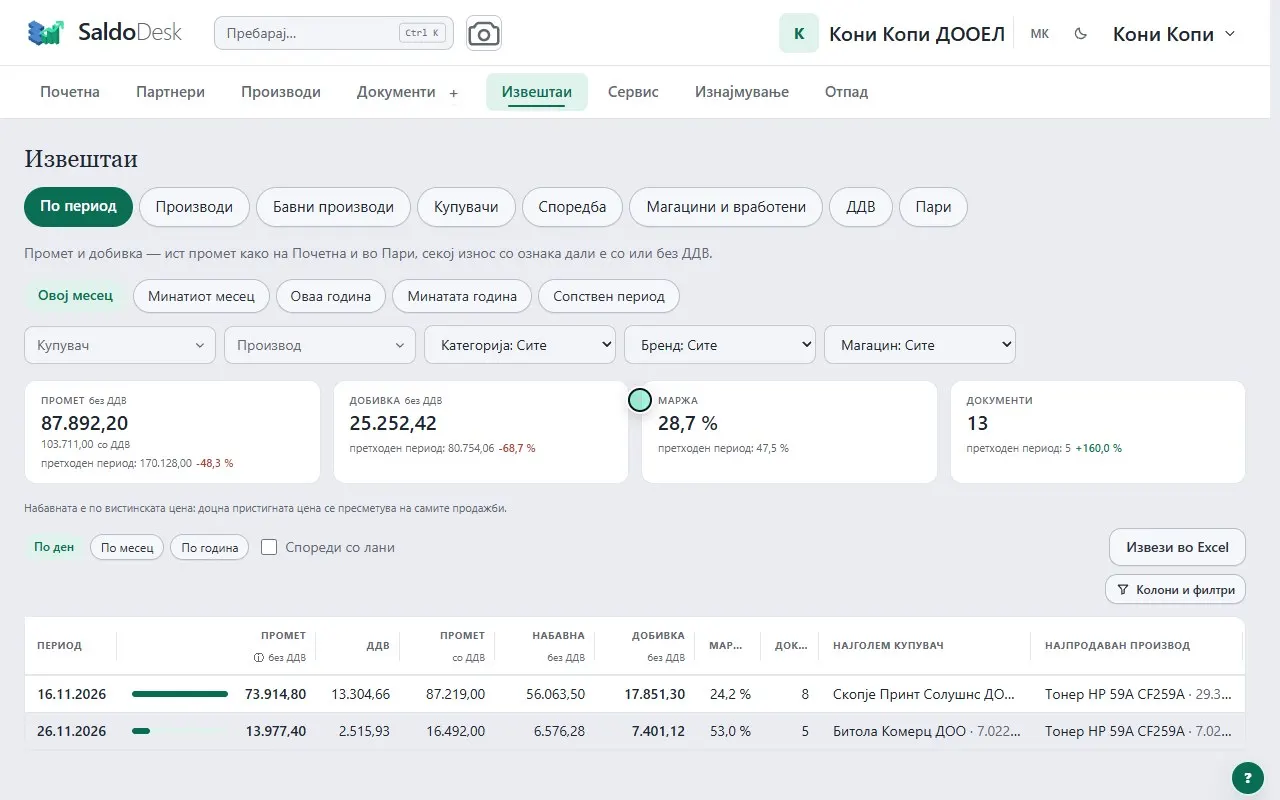 SaldoDesk
Пребарај...
Ctrl K
К
Кони Копи ДООЕЛ
МК
Кони Копи
Почетна
Партнери
Производи
Документи +
Извештаи
Сервис
Изнајмување
Отпад
Извештаи
По период
Производи
Бавни производи
Купувачи
Споредба
Магацини и вработени
ДДВ
Пари
Промет и добивка — ист промет како на Почетна и во Пари, секој износ со ознака дали е со или без ДДВ.
Овој месец
Минатиот месец
Оваа година
Минатата година
Сопствен период
Купувач
Производ
Категорија: Сите
Бренд: Сите
Магацин: Сите
ПРОМЕТ без ДДВ
87.892,20
103.711,00 со ДДВ
претходен период: 170.128,00 -48,3 %
ДОБИВКА без ДДВ
25.252,42
претходен период: 80.754,06 -68,7 %
МАРЖА
28,7 %
претходен период: 47,5 %
ДОКУМЕНТИ
13
претходен период: 5 +160,0 %
Набавната е по вистинската цена: доцна пристигната цена се пресметува на самите продажби.
По ден
По месец
По година
Спореди со лани
Извези во Excel
Колони и филтри
ПЕРИОД
ПРОМЕТ
без ДДВ
ДДВ
ПРОМЕТ
со ДДВ
НАБАВНА
без ДДВ
ДОБИВКА
без ДДВ
МАР...
ДОК...
НАЈГОЛЕМ КУПУВАЧ
НАЈПРОДАВАН ПРОИЗВОД
16.11.2026 73.914,80 13.304,66 87.219,00 56.063,50 17.851,30 24,2 % 8 Скопје Принт Солушнс ДО... Тонер HP 59A CF259A · 29.3...
26.11.2026 13.977,40 2.515,93 16.492,00 6.576,28 7.401,12 53,0 % 5 Битола Комерц ДОО · 7.022... Тонер HP 59A CF259A · 7.02...
?